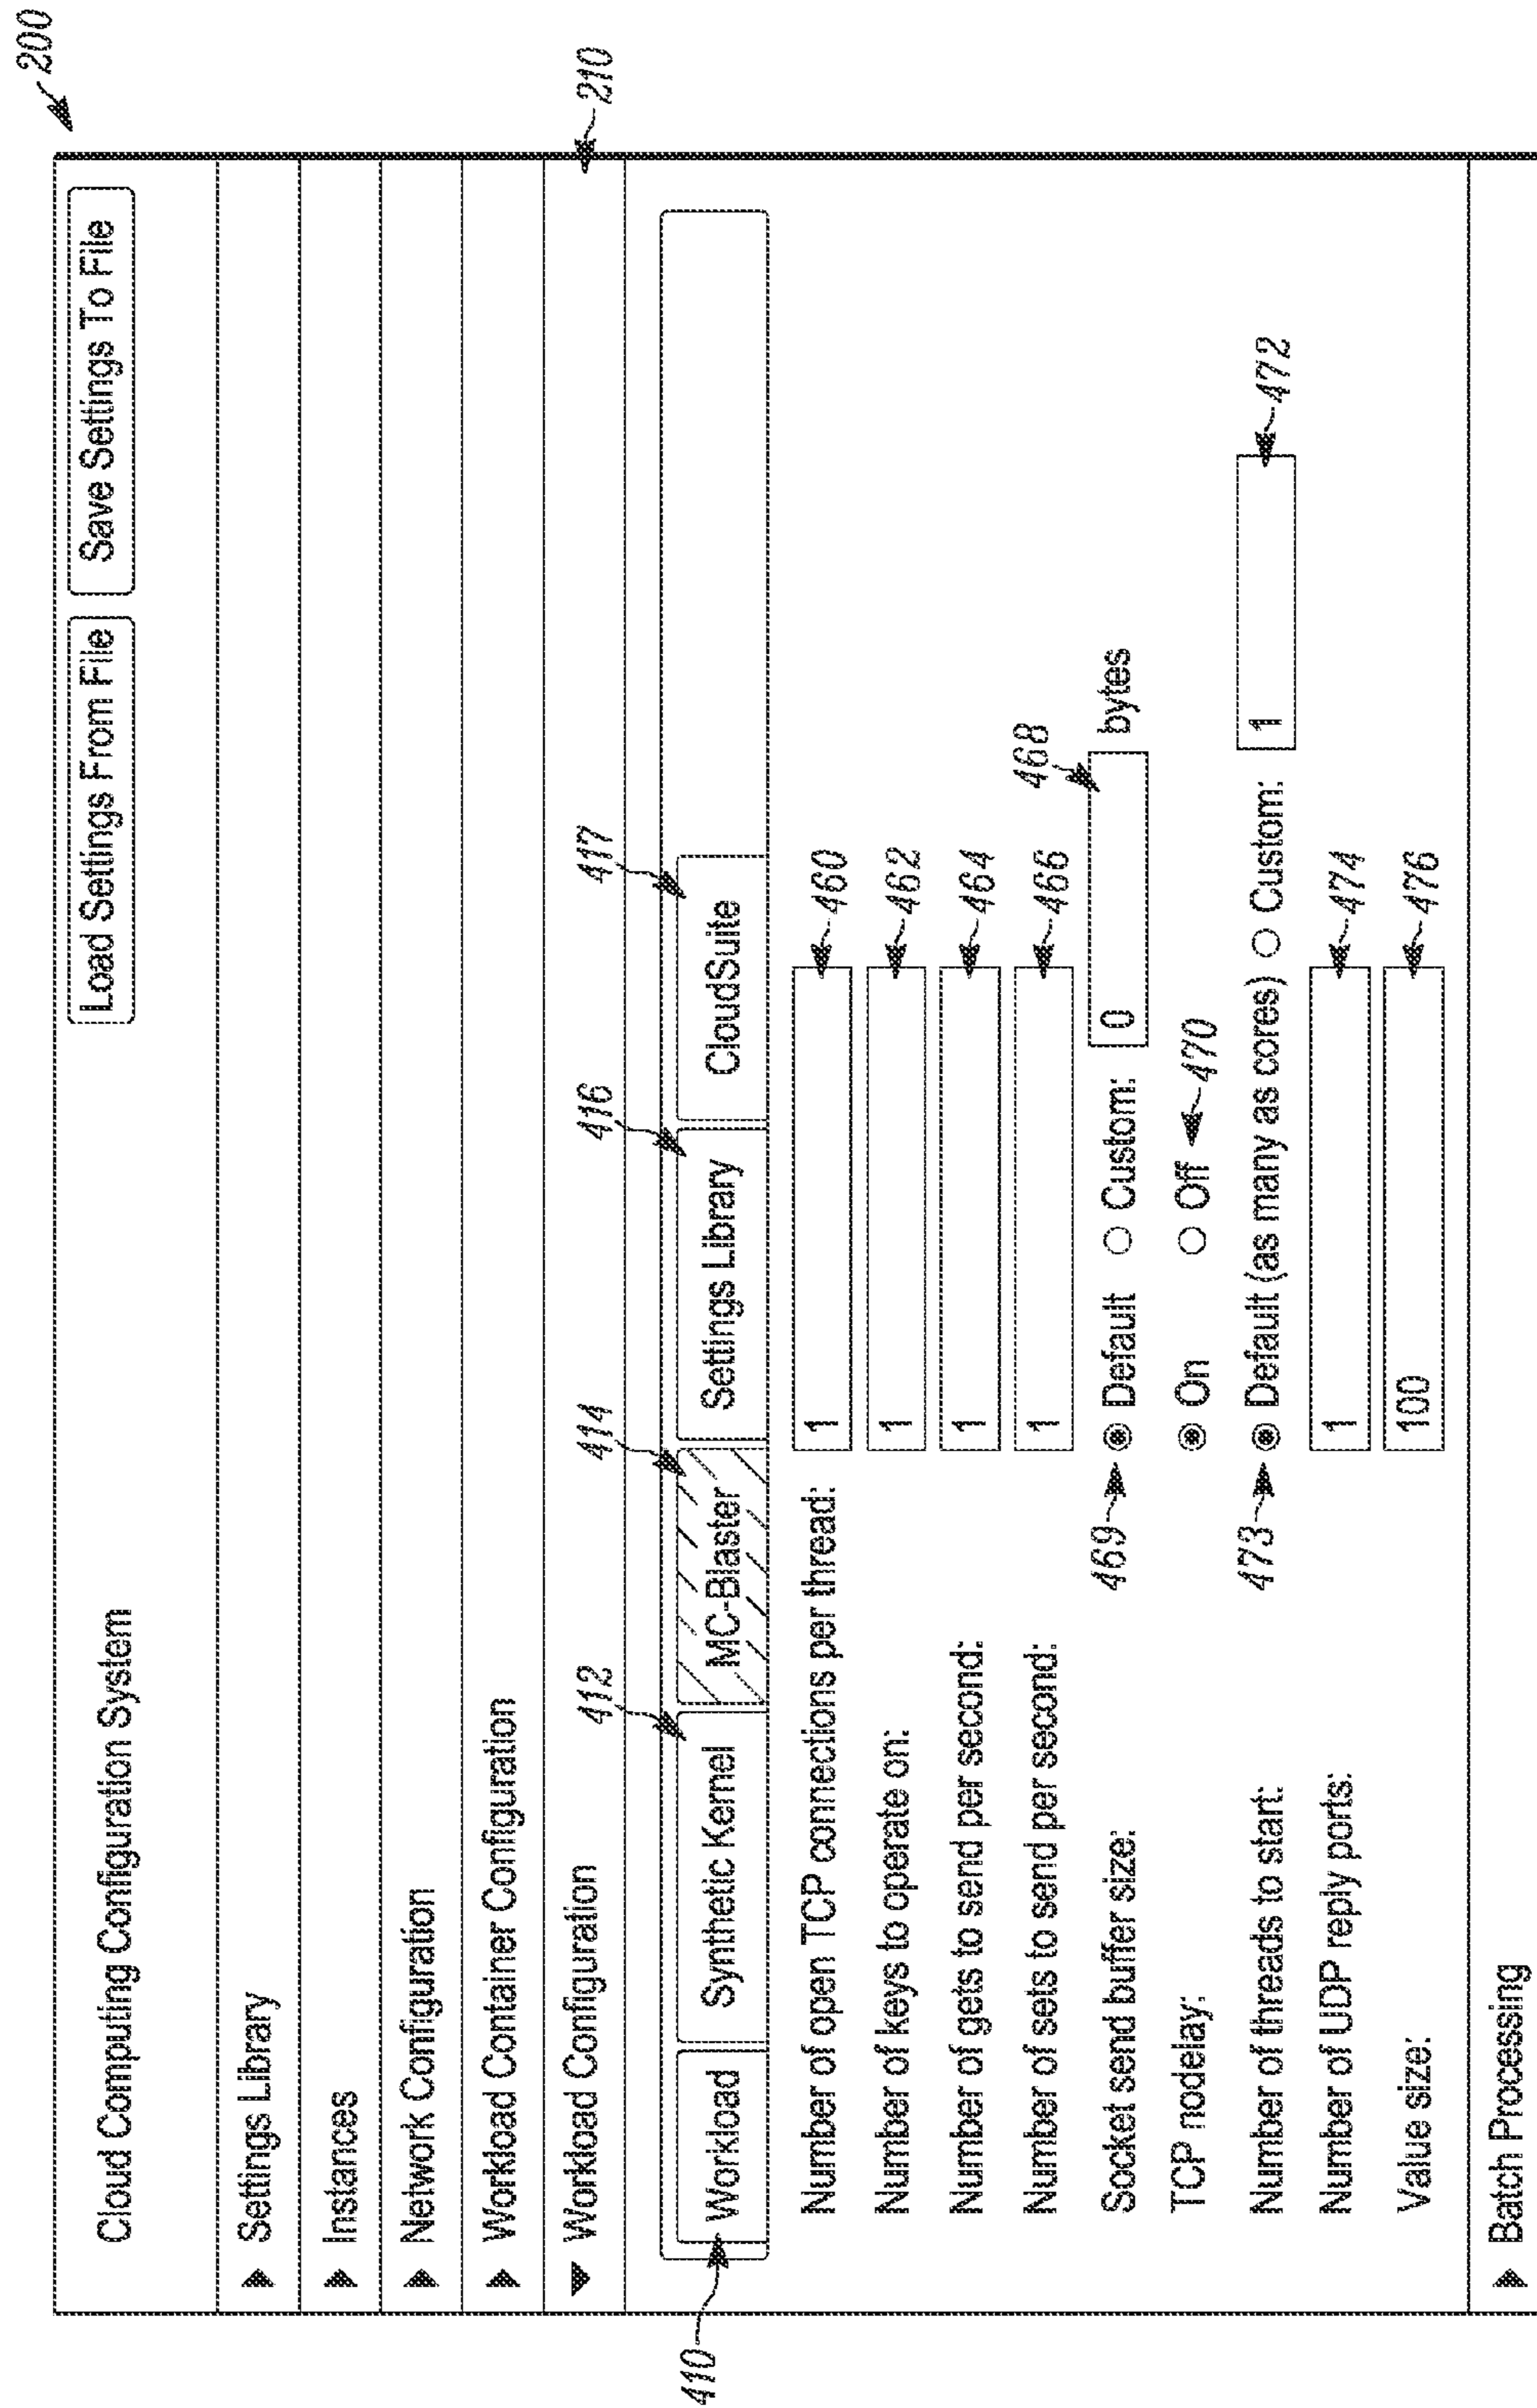 200
Cloud Computing Configuration System
Load Settings From File Save Settings To File
▶ Settings Library
▶ Instances
▶ Network Configuration
▶ Workload Container Configuration
▼ Workload Configuration 210
410 412 414 416 417
Workload Synthetic Kernel MC-Blaster Settings Library CloudSuite
Number of open TCP connections per thread: 1 460
Number of keys to operate on: 1 462
Number of gets to send per second: 1 464
Number of sets to send per second: 1 466
Socket send buffer size: 469 Default Custom: 0 bytes 468
TCP nodelay: On Off 470
Number of threads to start: 473 Default (as many as cores) Custom: 1 472
Number of UDP reply ports: 1 474
Value size: 100 476
▶ Batch Processing